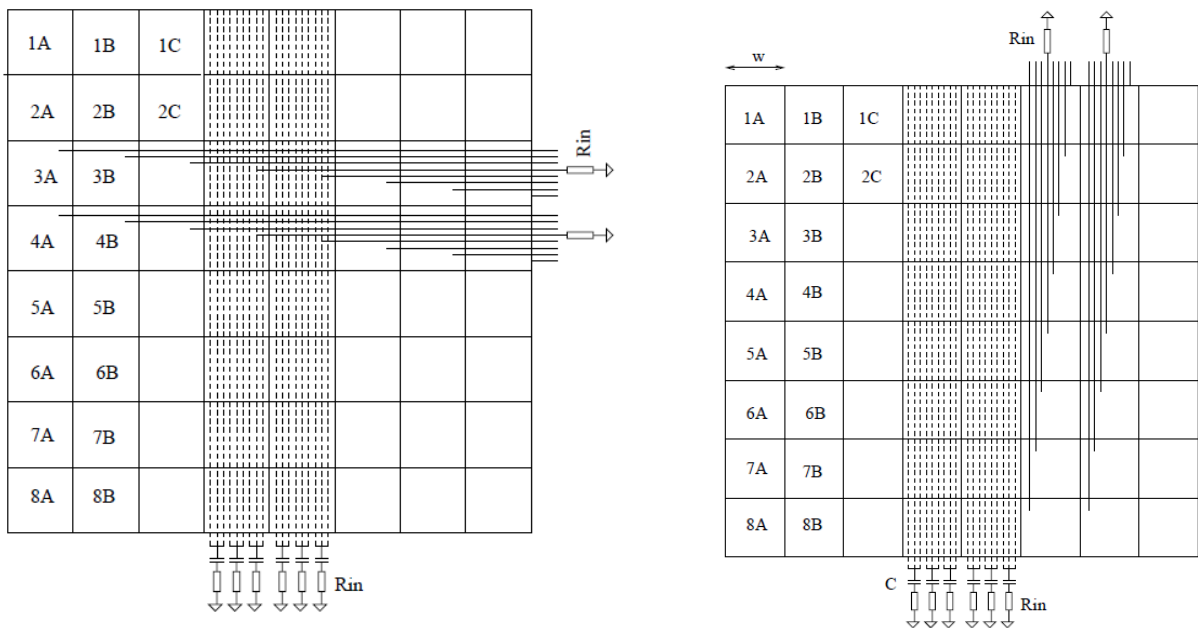 1A 1B 1C
2A 2B 2C
3A 3B
4A 4B
5A 5B
6A 6B
7A 7B
8A 8B
Rin
Rin
Rin
w
1A 1B 1C
2A 2B 2C
3A 3B
4A 4B
5A 5B
6A 6B
7A 7B
8A 8B
C
Rin